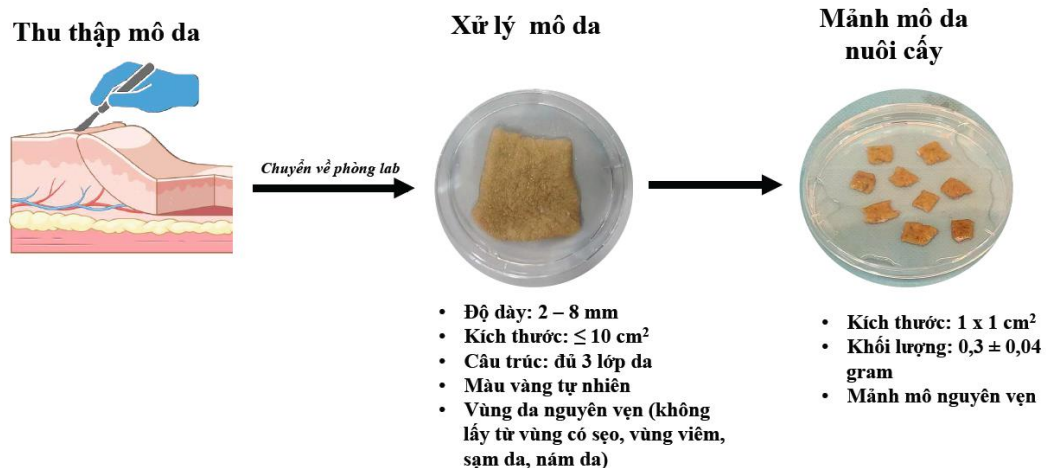 Thu thập mô da
Xử lý mô da
Mảnh mô da
nuôi cấy
Chuyển về phòng lab
• Độ dày: 2 – 8 mm
• Kích thước: ≤ 10 cm²
• Câu trúc: đủ 3 lớp da
• Màu vàng tự nhiên
• Vùng da nguyên vẹn (không
lấy từ vùng có sẹo, vùng viêm,
sạm da, nám da)
• Kích thước: 1 x 1 cm²
• Khối lượng: 0,3 ± 0,04
gram
• Mảnh mô nguyên vẹn